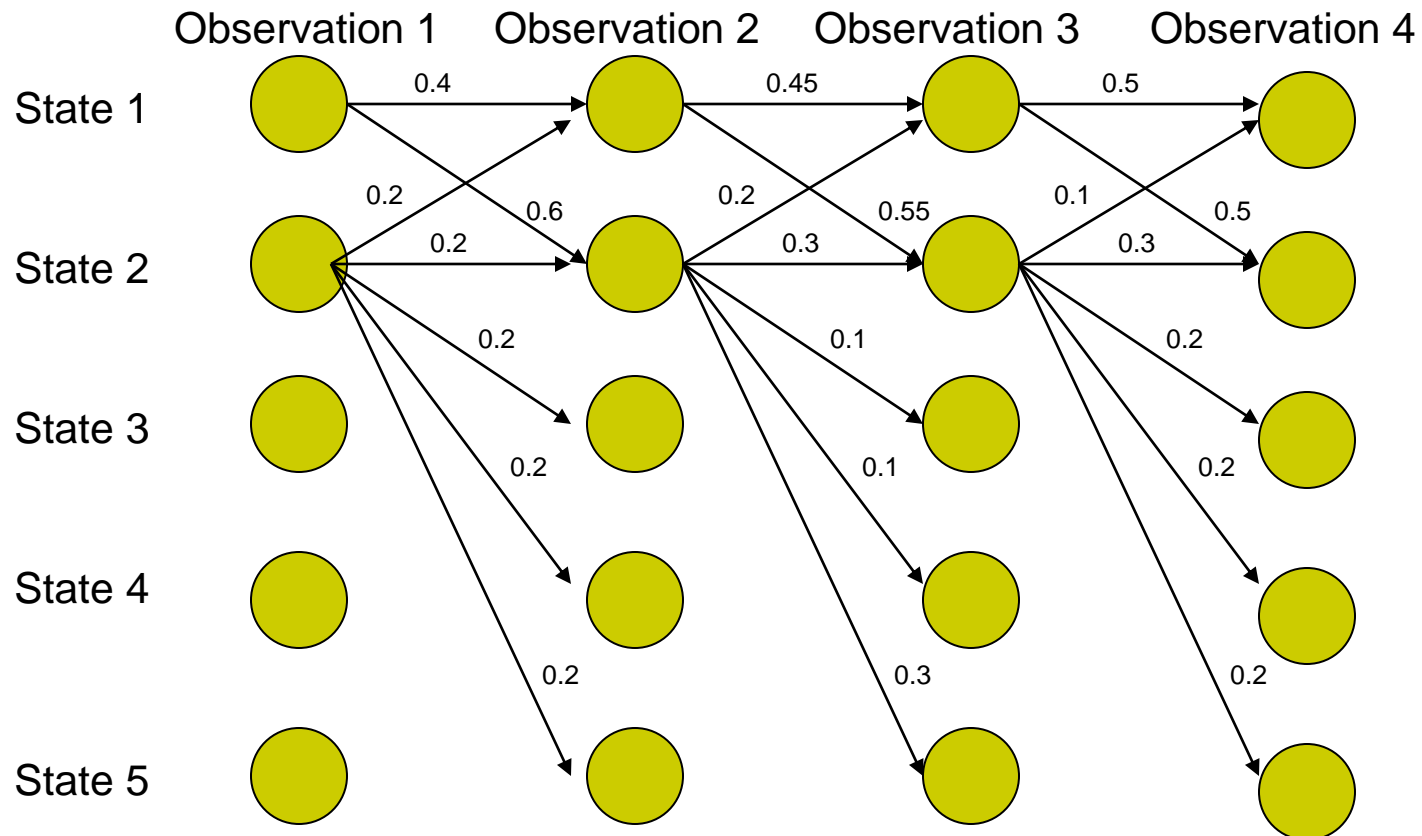 Observation 1 Observation 2 Observation 3 Observation 4
State 1
0.4 0.45 0.5
0.2 0.6 0.2 0.55 0.1 0.5
State 2
0.2 0.3 0.3
0.2 0.1 0.2
State 3
0.2 0.1 0.2
State 4
0.2 0.3 0.2
State 5